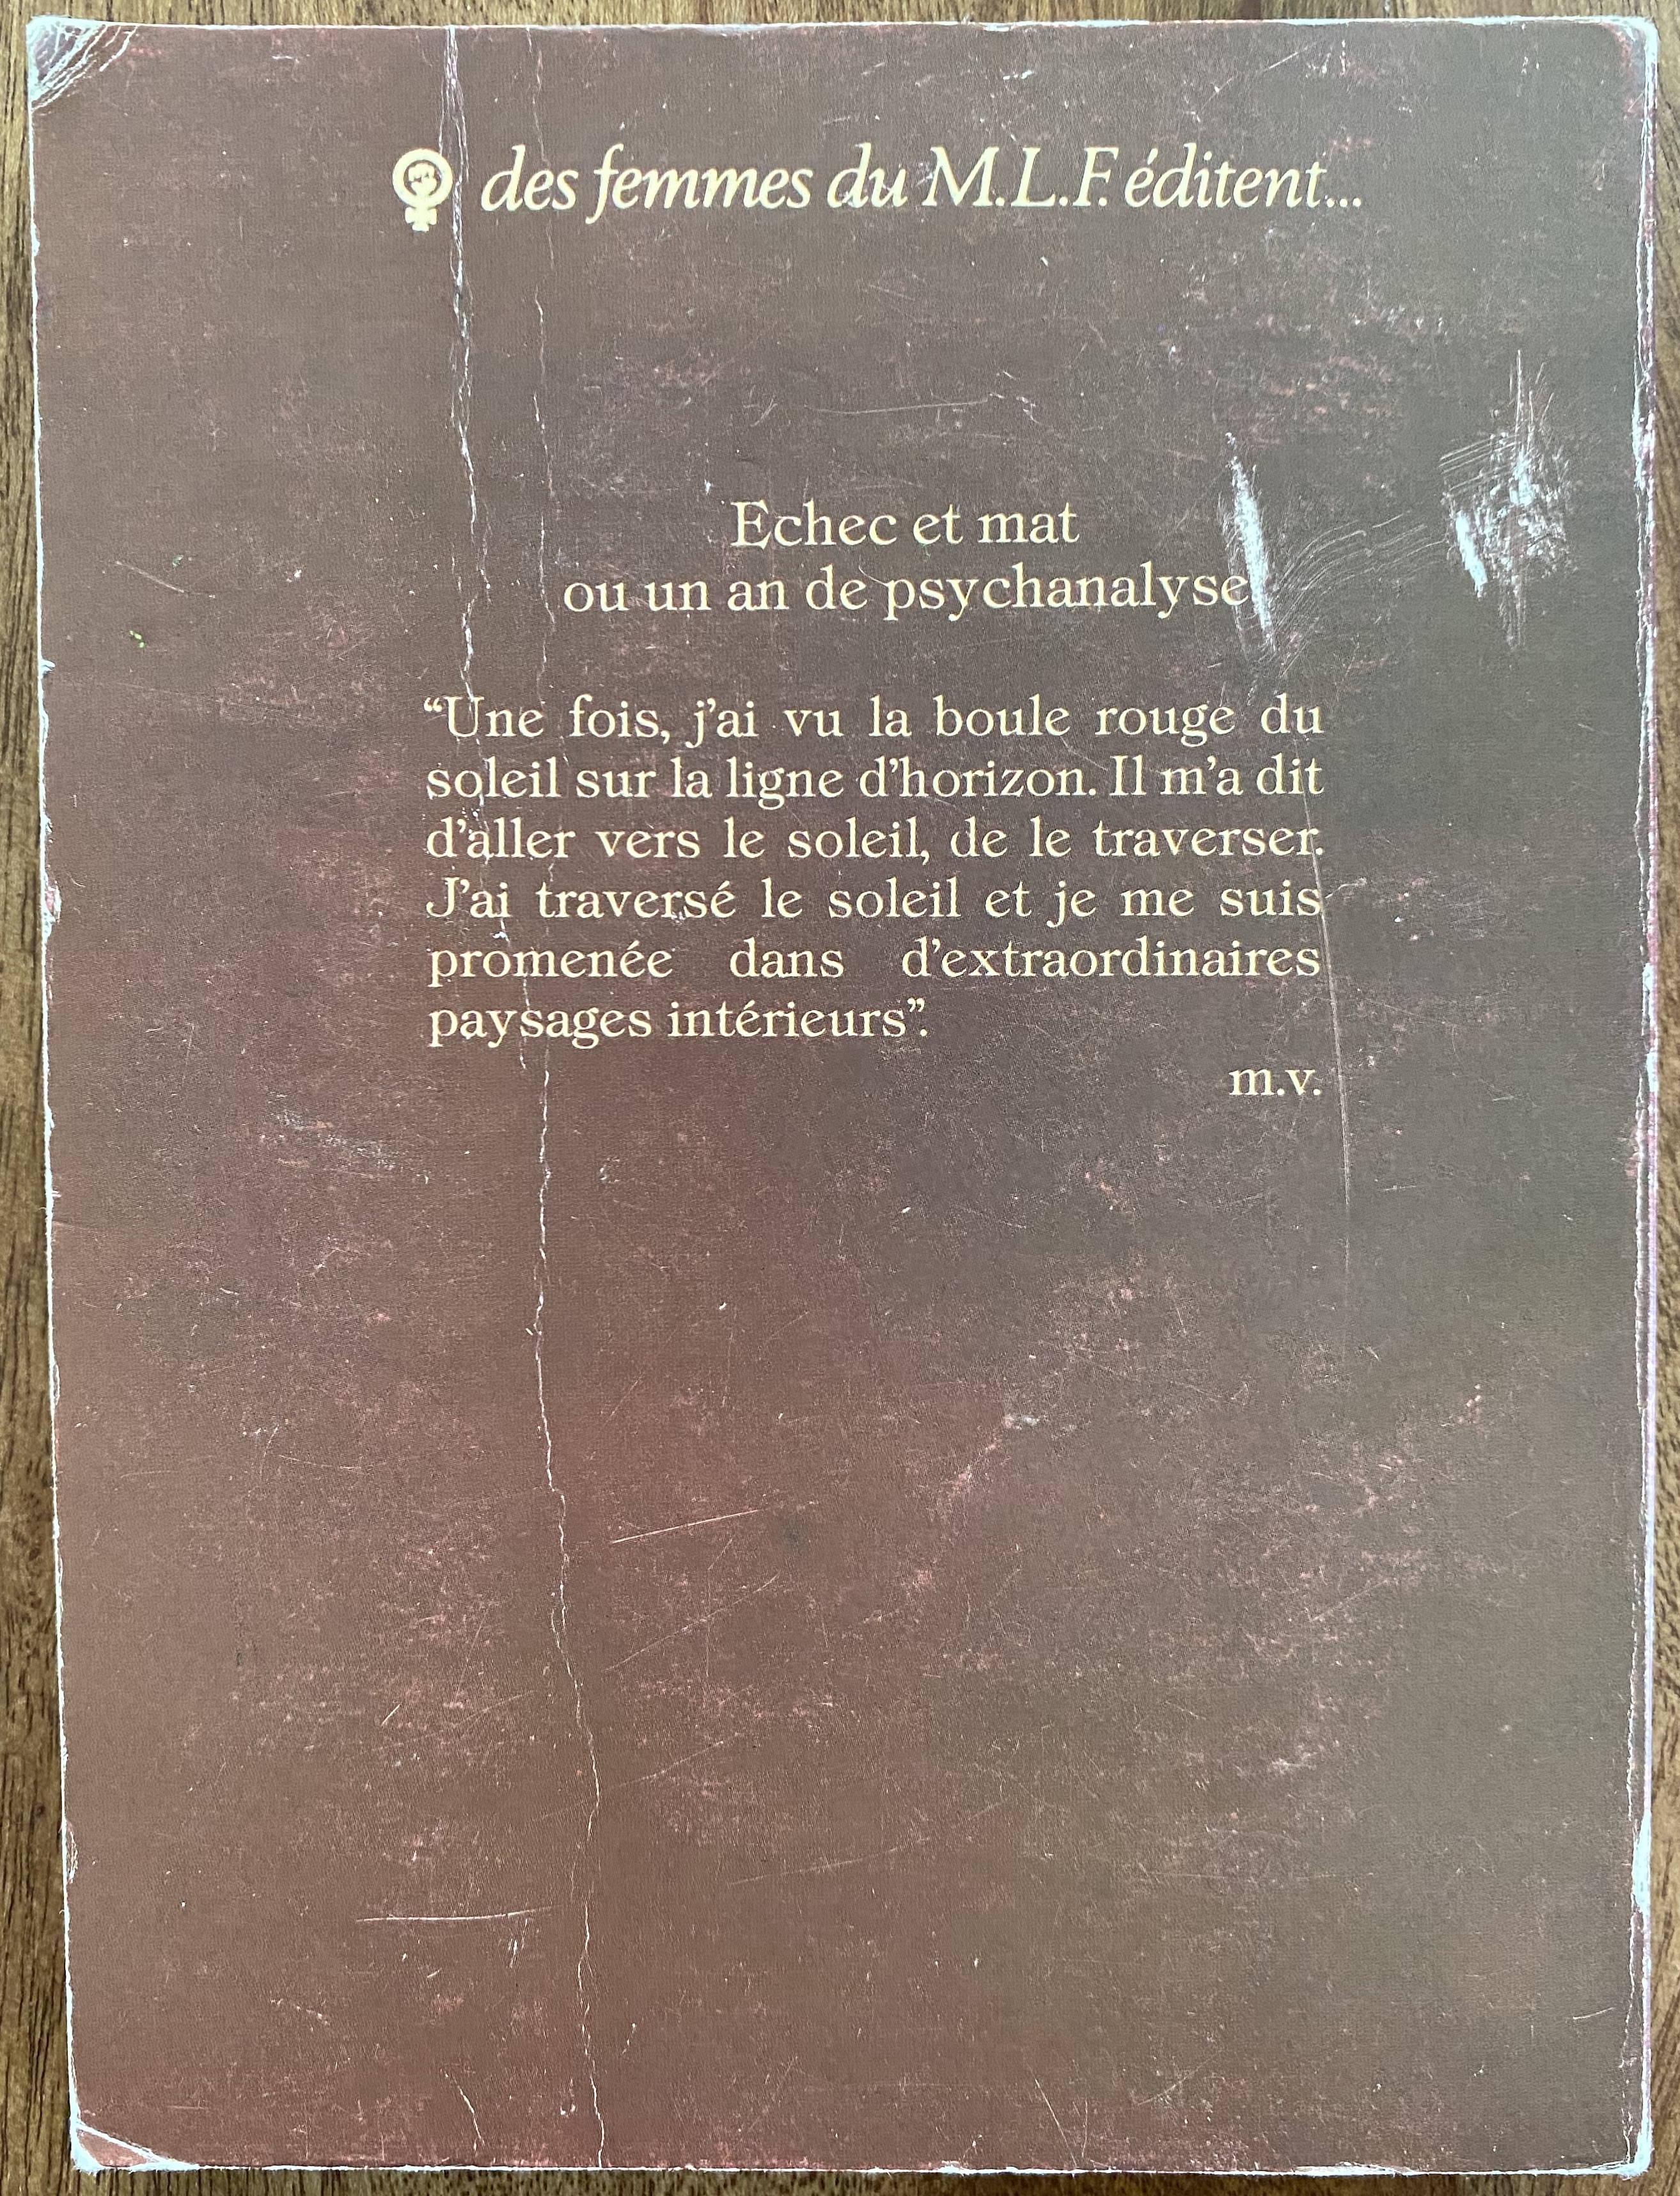 des femmes du M.L.F. éditent...
Echec et mat
ou un an de psychanalyse
“Une fois, j’ai vu la boule rouge du
soleil sur la ligne d’horizon. Il m’a dit
d’aller vers le soleil, de le traverser.
J’ai traversé le soleil et je me suis
promenée dans d’extraordinaires
paysages intérieurs”.
m.v.